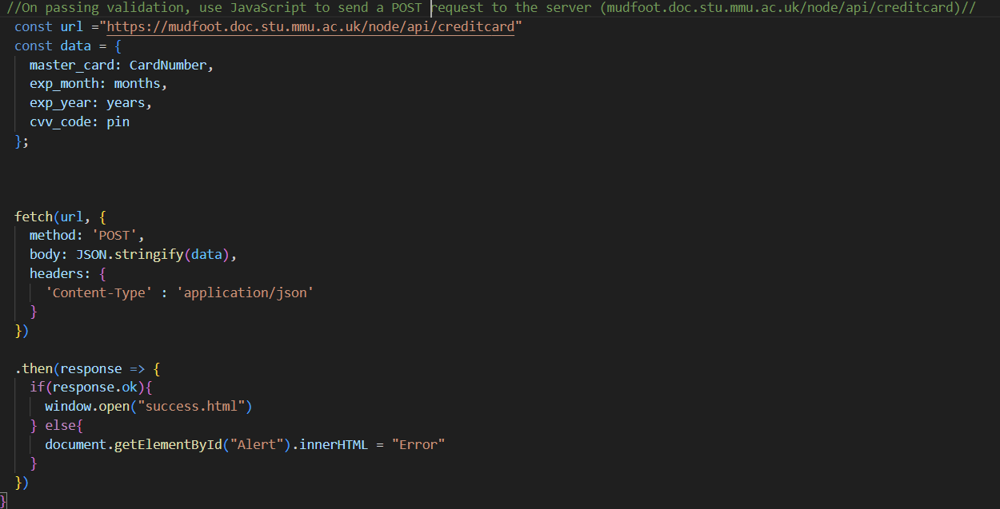 //On passing validation, use JavaScript to send a POST request to the server (mudfoot.doc.stu.mmu.ac.uk/node/api/creditcard)//
const url ="https://mudfoot.doc.stu.mmu.ac.uk/node/api/creditcard"
const data = {
master_card: CardNumber,
exp_month: months,
exp_year: years,
cvv_code: pin
};
fetch(url, {
method: 'POST',
body: JSON.stringify(data),
headers: {
'Content-Type' : 'application/json'
}
})
.then(response => {
if(response.ok){
window.open("success.html")
} else{
document.getElementById("Alert").innerHTML = "Error"
}
})
}